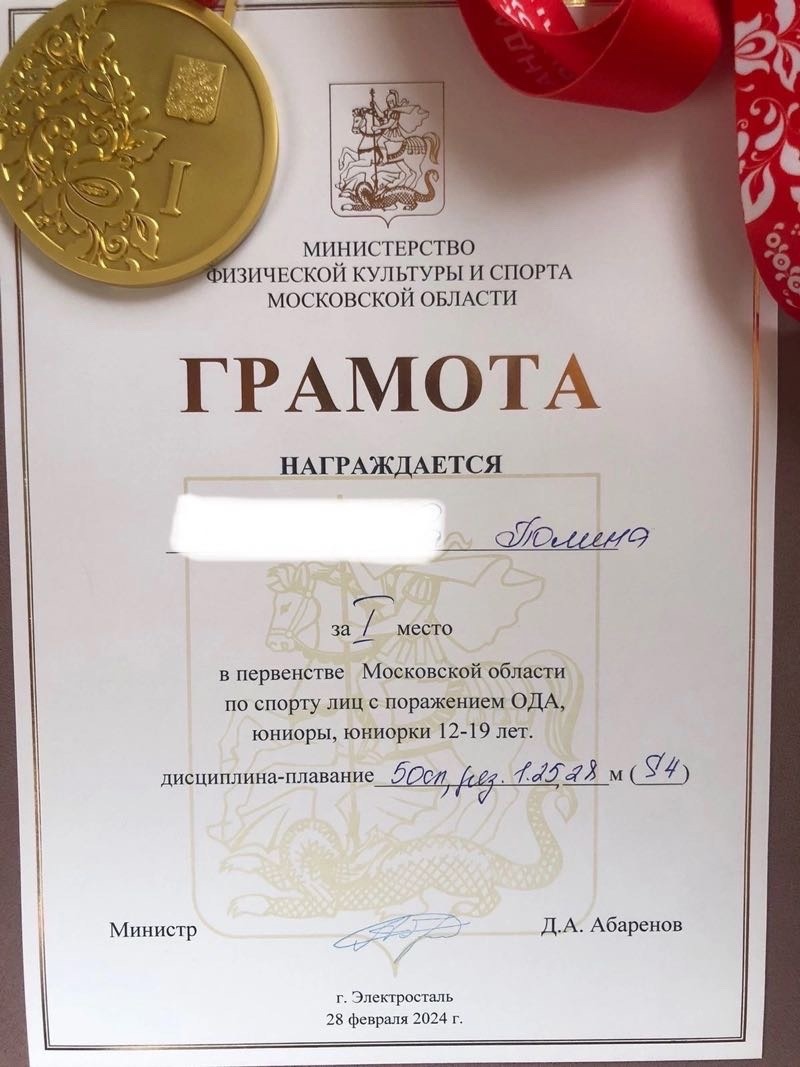 I
МИНИСТЕРСТВО
ФИЗИЧЕСКОЙ КУЛЬТУРЫ И СПОРТА
МОСКОВСКОЙ ОБЛАСТИ
ГРАМОТА
НАГРАЖДАЕТСЯ
за I место
в первенстве Московской области
по спорту лиц с поражением ОДА,
юниоры, юниорки 12-19 лет.
дисциплина-плавание 50сп, рез. 1.25,28 м (S4)
Министр Д.А. Абаренов
г. Электросталь
28 февраля 2024 г.